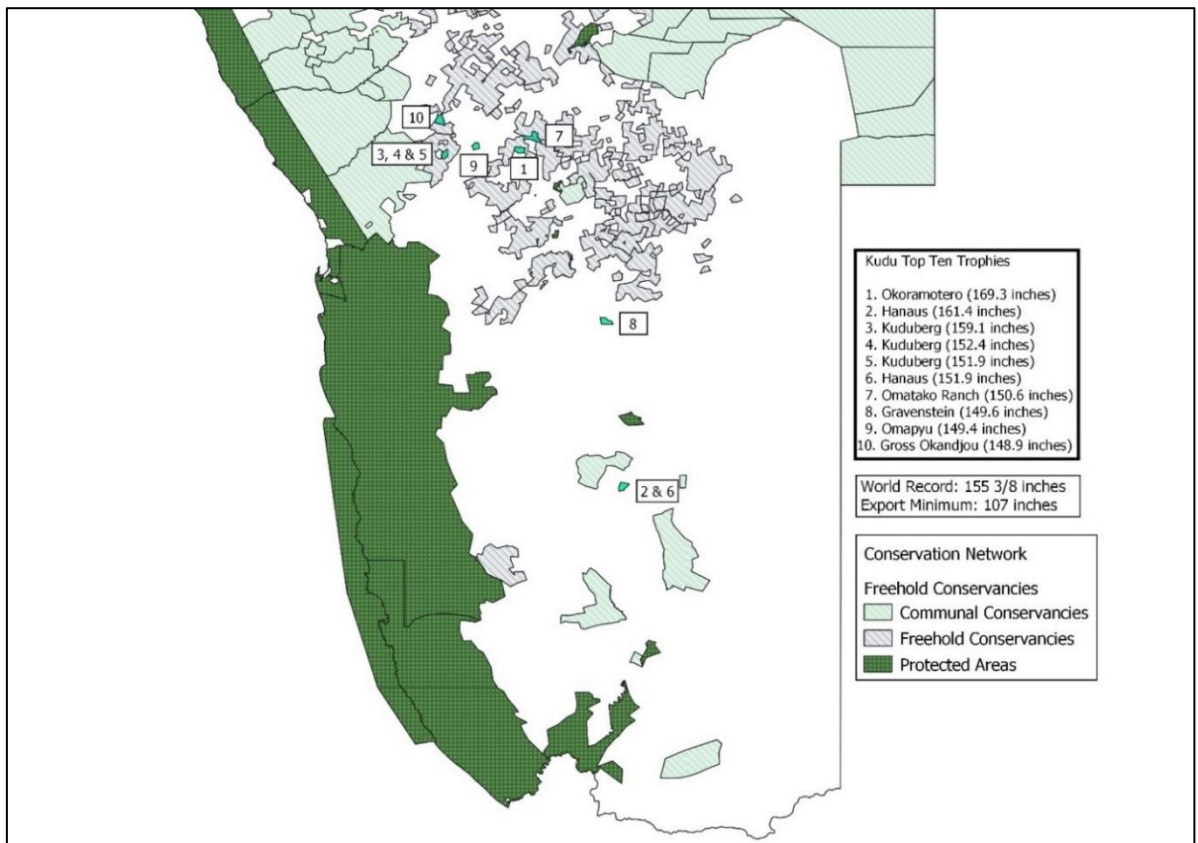 10
7
3, 4 & 5
9
1
8
2 & 6
Kudu Top Ten Trophies
1. Okoramotero (169.3 inches)
2. Hanaus (161.4 inches)
3. Kuduberg (159.1 inches)
4. Kuduberg (152.4 inches)
5. Kuduberg (151.9 inches)
6. Hanaus (151.9 inches)
7. Omatako Ranch (150.6 inches)
8. Gravenstein (149.6 inches)
9. Omapyu (149.4 inches)
10. Gross Okandjou (148.9 inches)
World Record: 155 3/8 inches
Export Minimum: 107 inches
Conservation Network
Freehold Conservancies
Communal Conservancies
Freehold Conservancies
Protected Areas